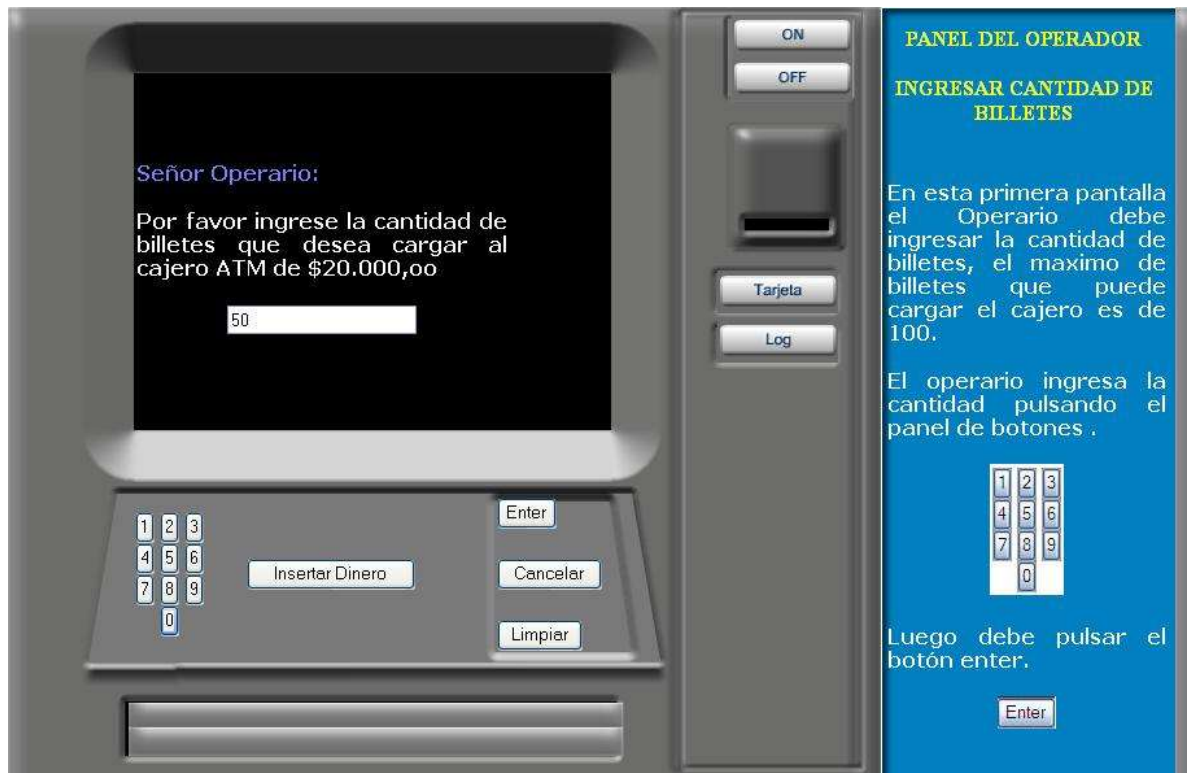 Señor Operario:
Por favor ingrese la cantidad de
billetes que desea cargar al
cajero ATM de $20.000,oo
50
1 2 3
4 5 6
7 8 9
0
Insertar Dinero
Enter
Cancelar
Limpiar
ON
OFF
Tarjeta
Log
PANEL DEL OPERADOR
INGRESAR CANTIDAD DE
BILLETES
En esta primera pantalla
el Operario debe
ingresar la cantidad de
billetes, el maximo de
billetes que puede
cargar el cajero es de
100.
El operario ingresa la
cantidad pulsando el
panel de botones .
1 2 3
4 5 6
7 8 9
0
Luego debe pulsar el
botón enter.
Enter